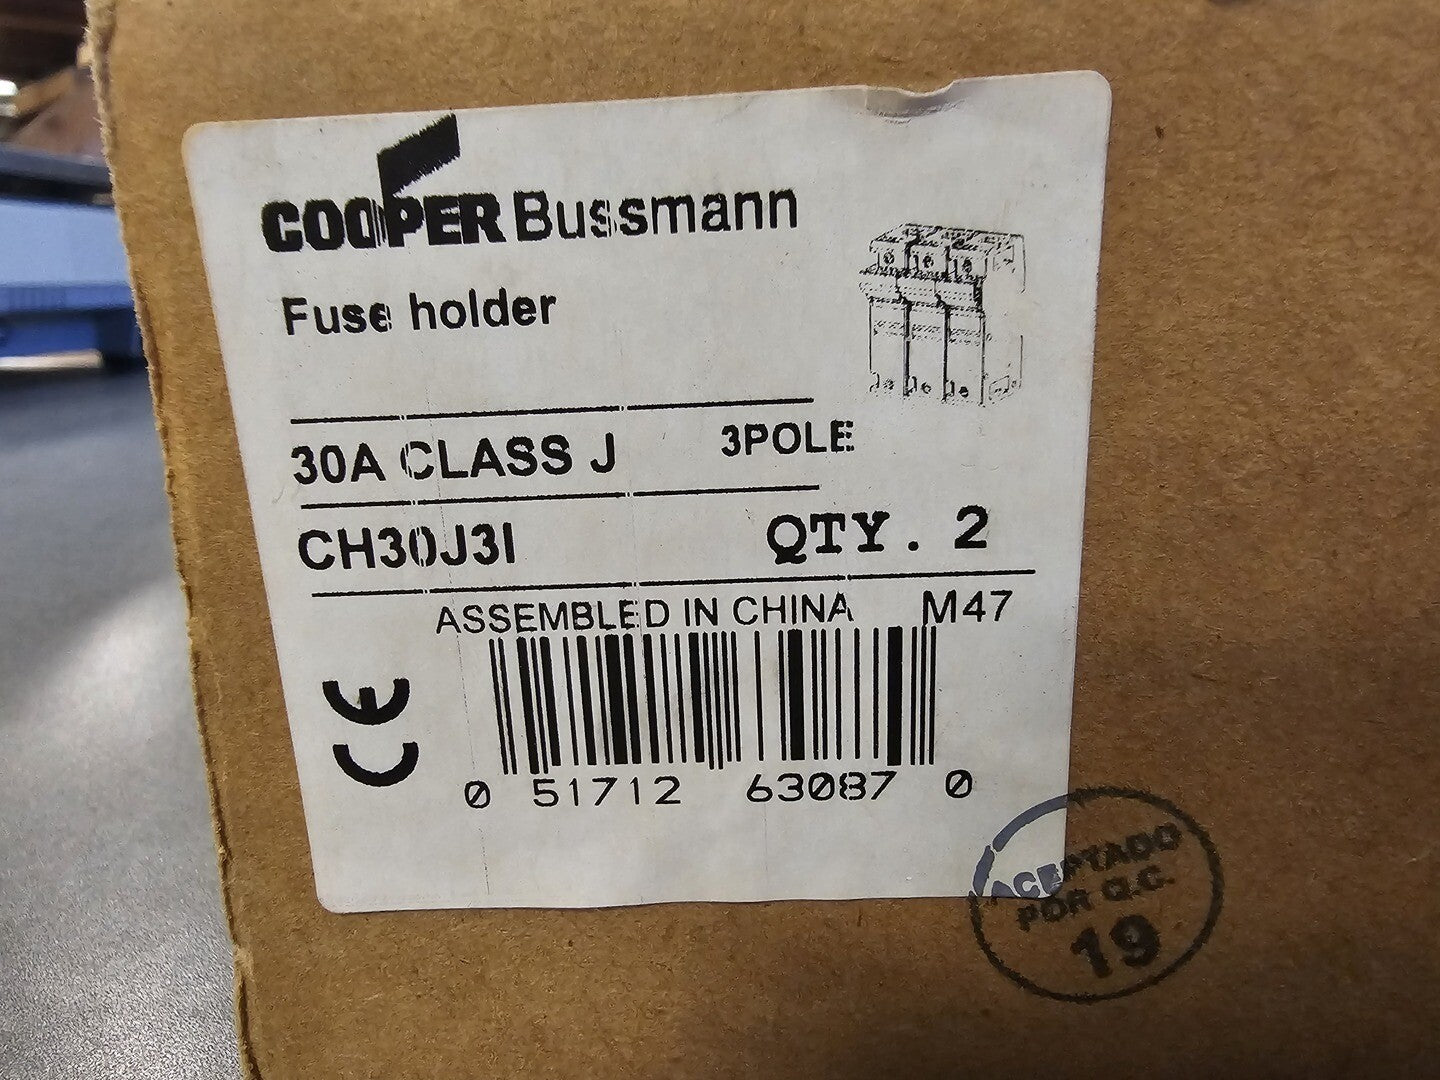 COOPER Bussmann
Fuse holder
30A CLASS J 3POLE
CH30J3I QTY. 2
ASSEMBLED IN CHINA M47
CE
0 51712 63087 0
ACEPTADO
POR Q.C.
19